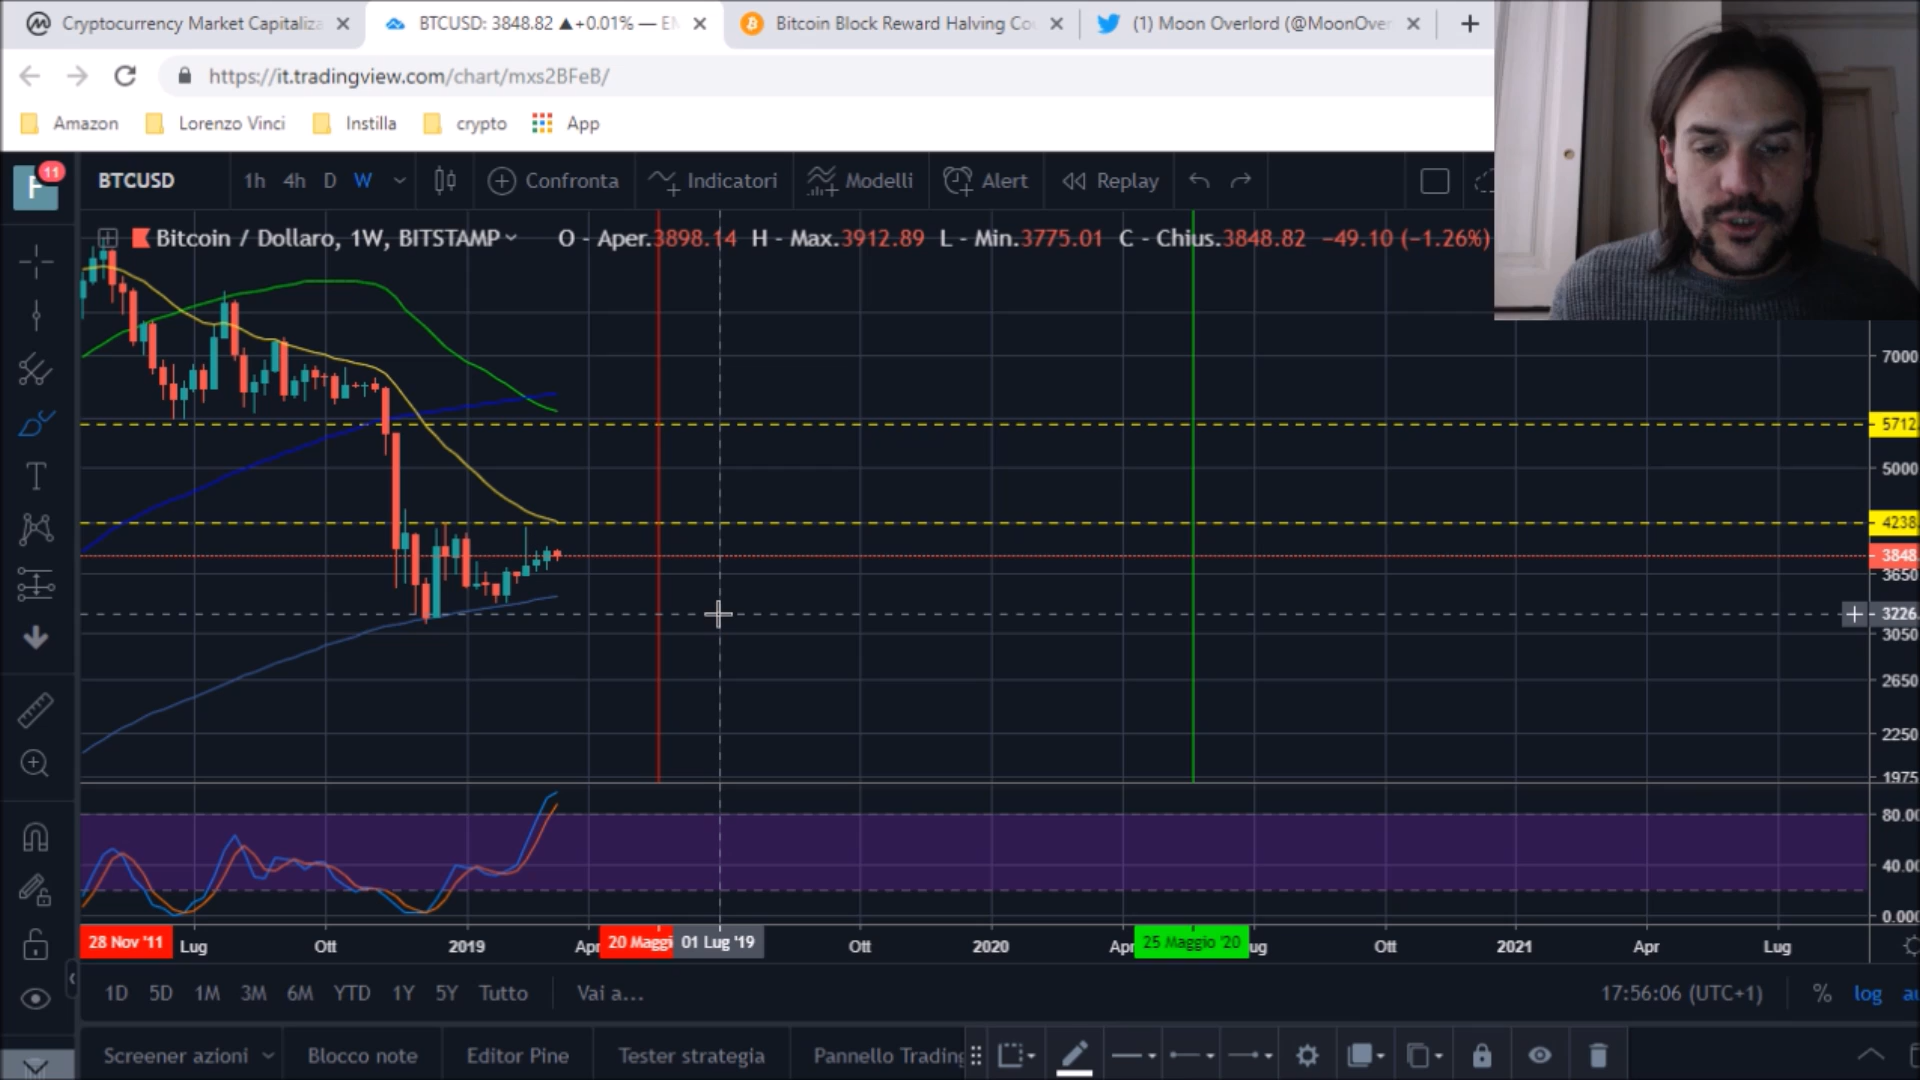 Cryptocurrency Market Capitaliza
BTCUSD: 3848.82 ▲+0.01% —
Bitcoin Block Reward Halving Co
(1) Moon Overlord (@MoonOver
https://it.tradingview.com/chart/mxs2BFeB/
Amazon Lorenzo Vinci Instilla crypto App
11
BTCUSD 1h 4h D W Confronta Indicatori Modelli Alert Replay
Bitcoin / Dollaro, 1W, BITSTAMP O - Aper.3898.14 H - Max.3912.89 L - Min.3775.01 C - Chius.3848.82 −49.10 (−1.26%)
7000
5712
5000
4238
3848
3650
3226
3050
2650
2250
1975
80.00
40.00
0.000
28 Nov '11 Lug Ott 2019 Apr 20 Maggi 01 Lug '19 Ott 2020 Apr 25 Maggio '20 ug Ott 2021 Apr Lug
1D 5D 1M 3M 6M YTD 1Y 5Y Tutto Vai a... 17:56:06 (UTC+1) % log au
Screener azioni Blocco note Editor Pine Tester strategia Pannello Trading